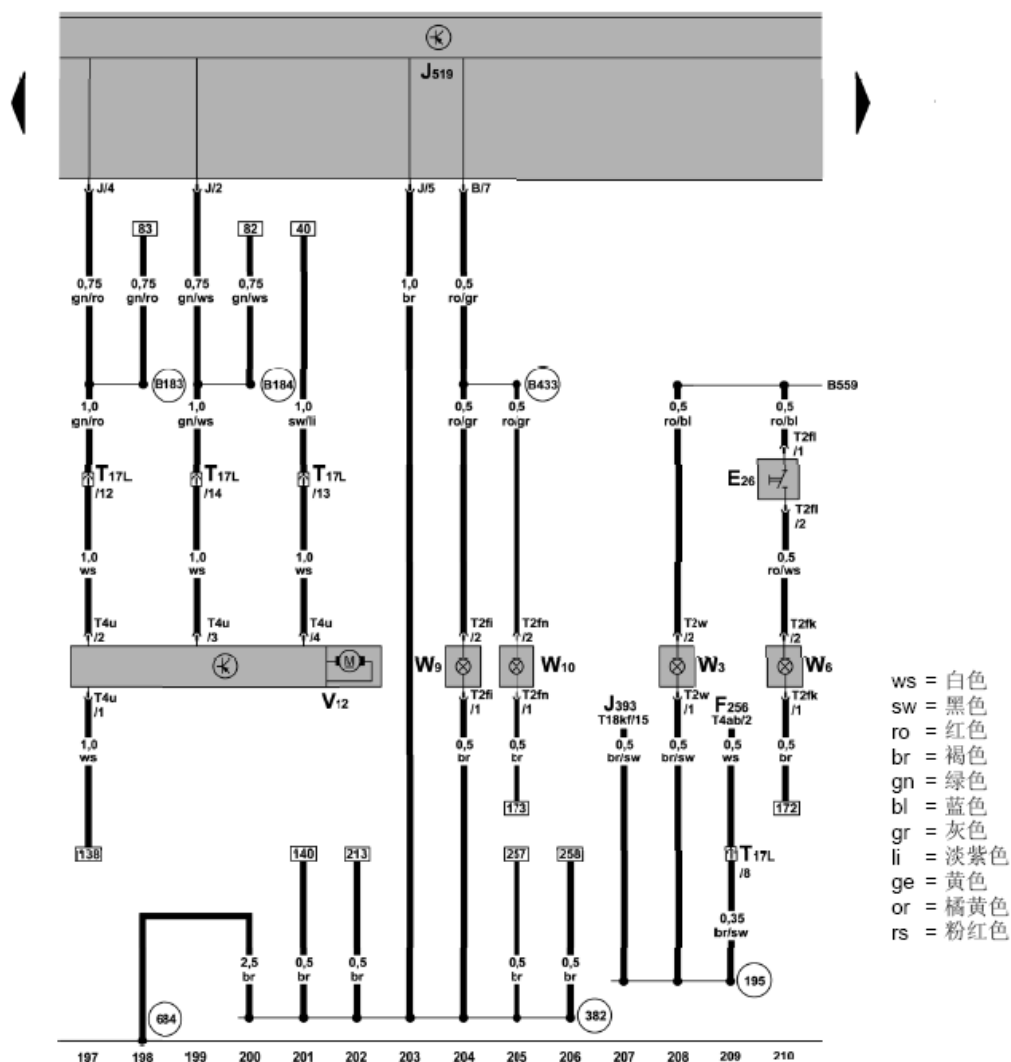 J519
J/4
J/2
J/5
B/7
83
82
40
0,75
gn/ro
0,75
gn/ro
0,75
gn/ws
0,75
gn/ws
1,0
br
0,5
ro/gr
B183
B184
B433
B559
1,0
gn/ro
1,0
gn/ws
1,0
sw/li
0,5
ro/gr
0,5
ro/gr
0,5
ro/bl
0,5
ro/bl
T2fl
/1
T17L
/12
T17L
/14
T17L
/13
E26
T2fl
/2
1,0
ws
1,0
ws
1,0
ws
0,5
ro/ws
T4u
/2
T4u
/3
T4u
/4
T2fi
/2
T2fn
/2
T2w
/2
T2fk
/2
M
V12
W9
W10
W3
W6
T4u
/1
T2fi
/1
T2fn
/1
J393
T18kf/15
T2w
/1
F256
T4ab/2
T2fk
/1
1,0
ws
0,5
br
0,5
br
0,5
br/sw
0,5
br/sw
0,5
ws
0,5
br
173
172
138
140
213
257
258
T17L
/8
0,35
br/sw
2,5
br
0,5
br
0,5
br
0,5
br
0,5
br
195
684
382
197 198 199 200 201 202 203 204 205 206 207 208 209 210
ws = 白色
sw = 黑色
ro = 红色
br = 褐色
gn = 绿色
bl = 蓝色
gr = 灰色
li = 淡紫色
ge = 黄色
or = 橘黄色
rs = 粉红色